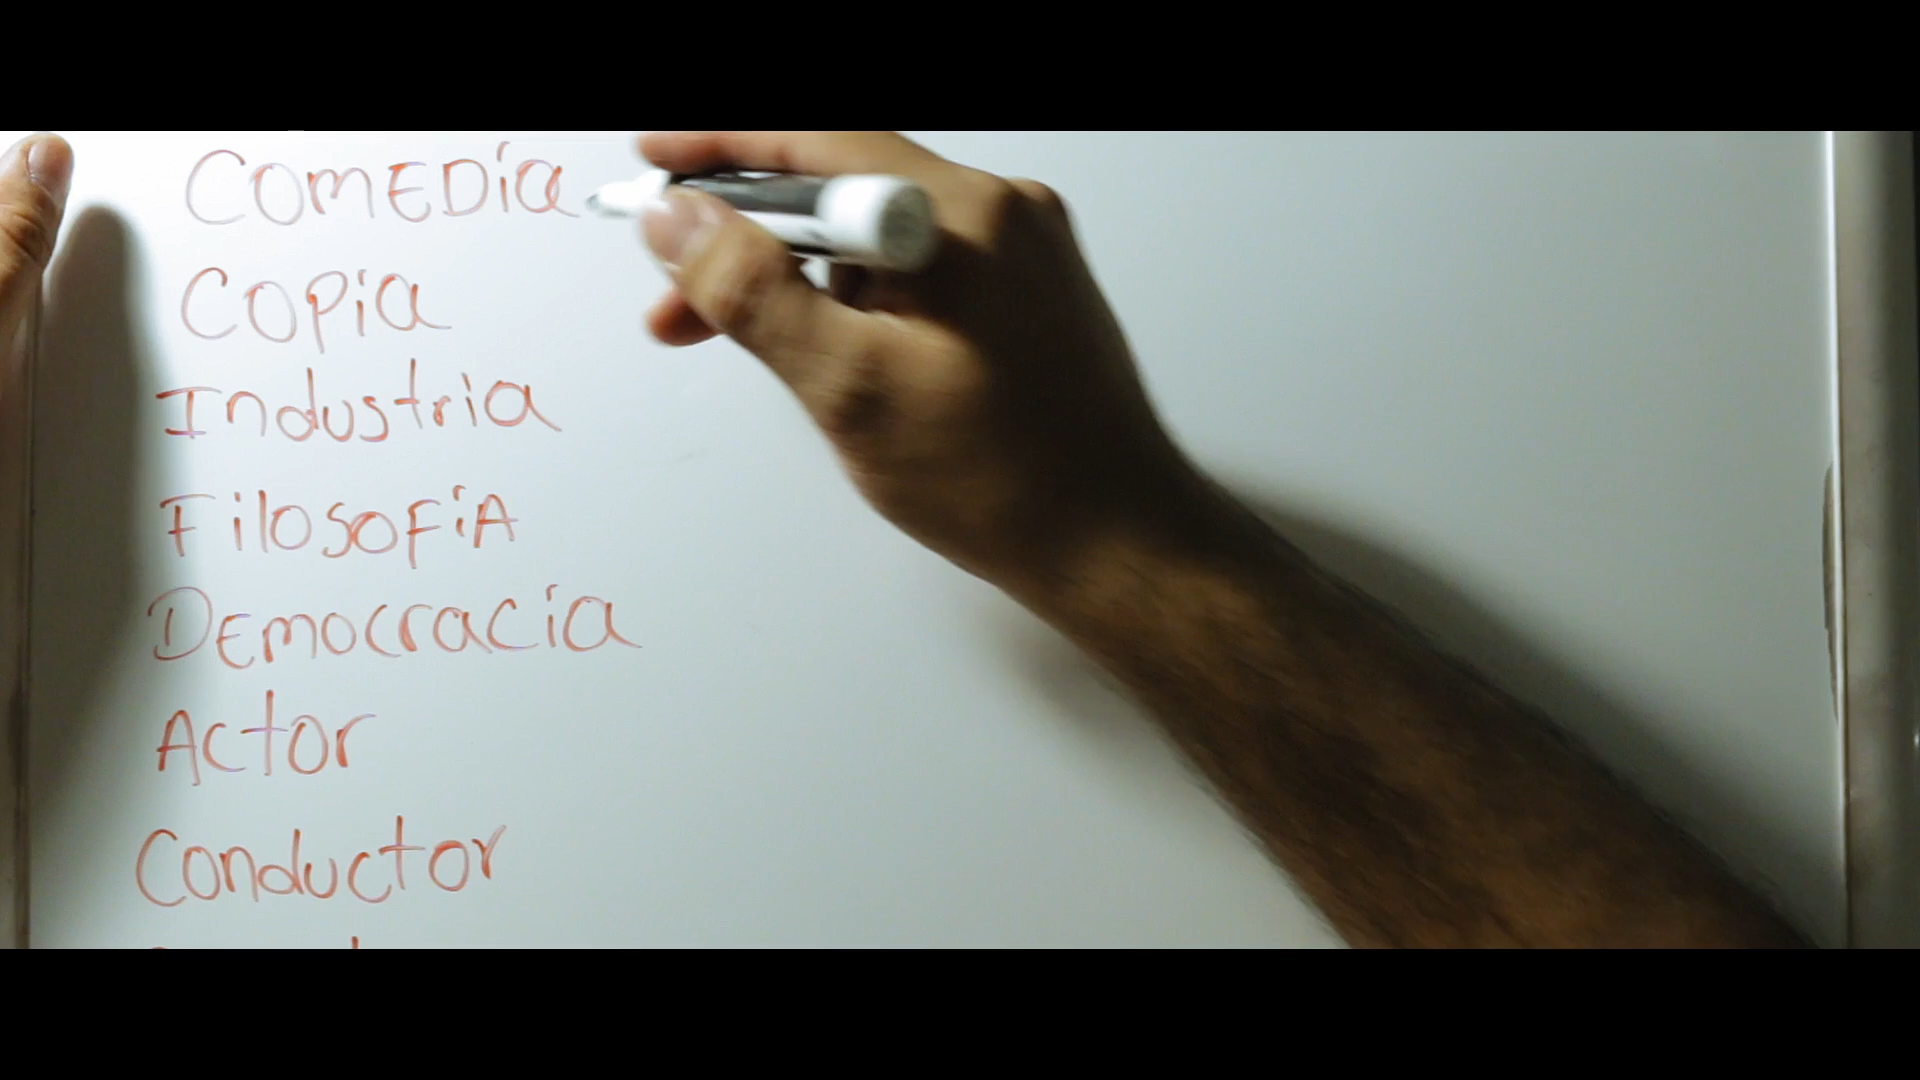 COMEDia
COPia
Industria
FilosoFiA
DEmocracia
Actor
Conductor